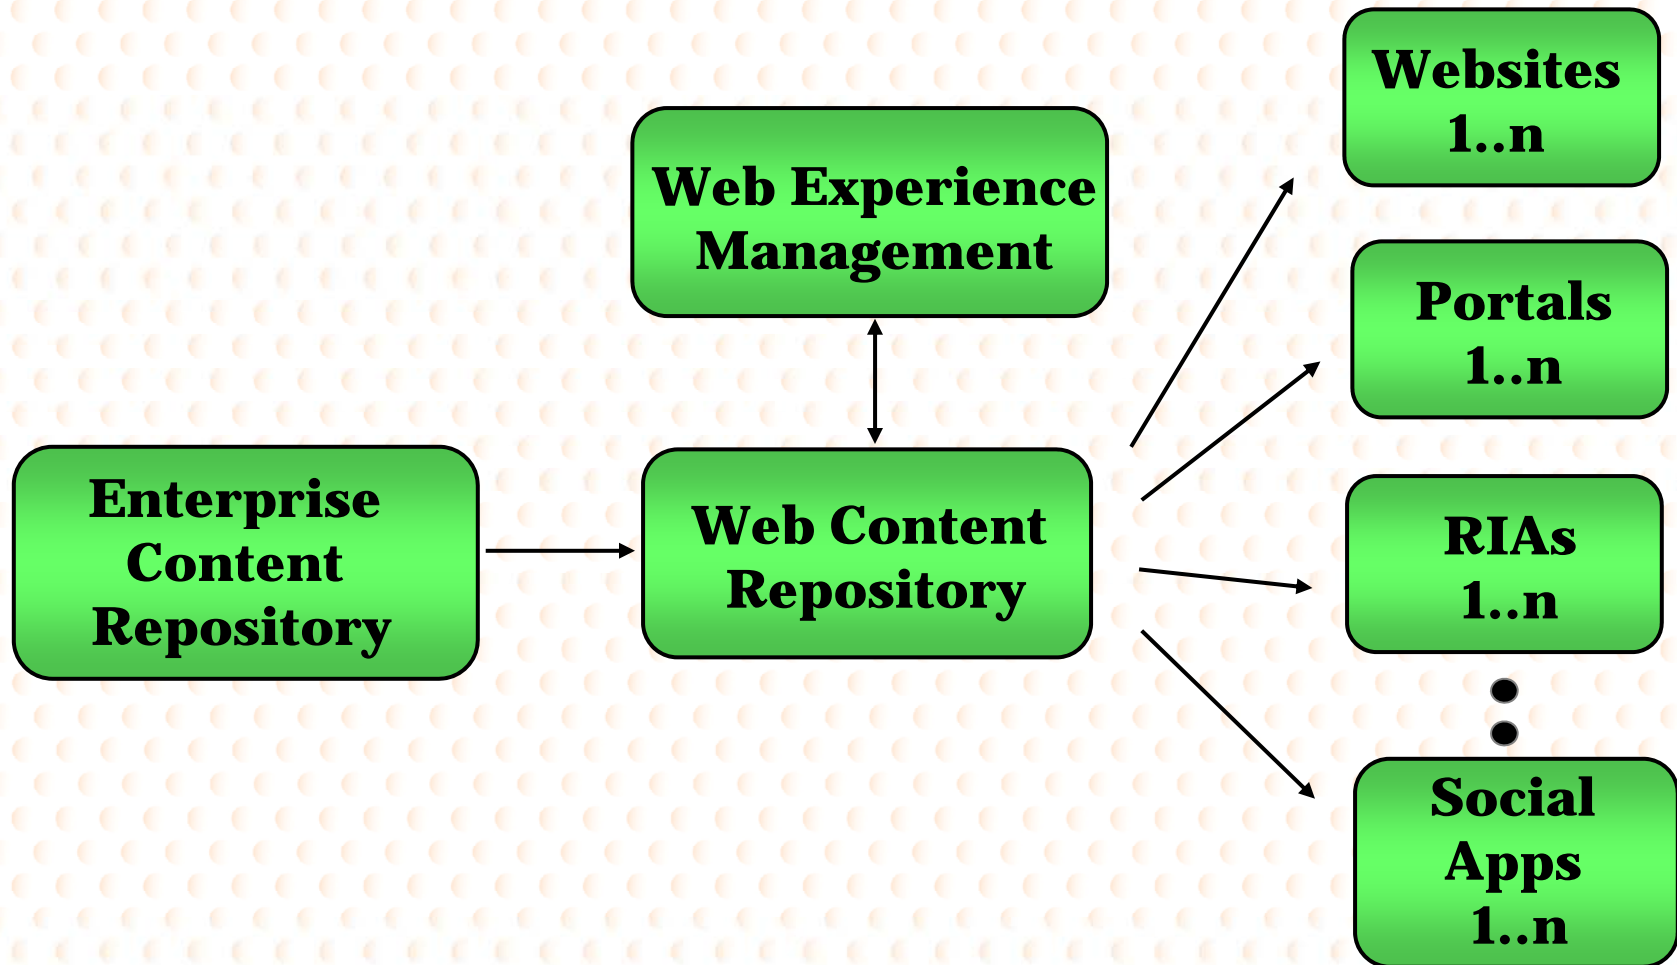 Enterprise
Content
Repository
Web Experience
Management
Web Content
Repository
Websites
1..n
Portals
1..n
RIAs
1..n
Social
Apps
1..n